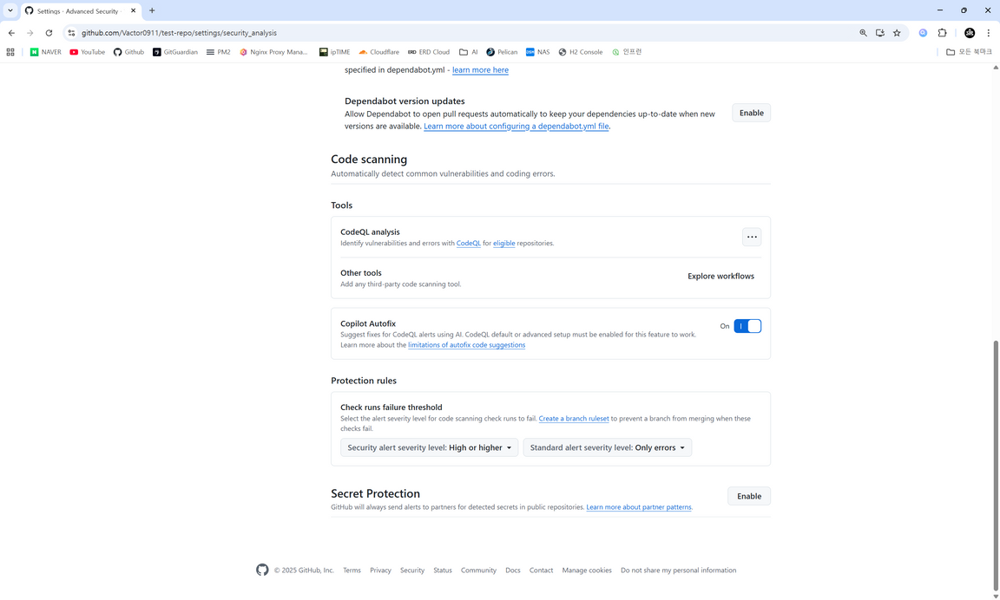 Settings · Advanced Security
github.com/Vactor0911/test-repo/settings/security_analysis
NAVER YouTube Github GitGuardian PM2 Nginx Proxy Mana... ipTIME Cloudflare ERD ERD Cloud AI Pelican DSM NAS H2 Console 인프런 모든 북마크
specified in dependabot.yml - learn more here
Dependabot version updates
Allow Dependabot to open pull requests automatically to keep your dependencies up-to-date when new
versions are available. Learn more about configuring a dependabot.yml file.
Enable
Code scanning
Automatically detect common vulnerabilities and coding errors.
Tools
CodeQL analysis
Identify vulnerabilities and errors with CodeQL for eligible repositories.
Other tools
Add any third-party code scanning tool.
Explore workflows
Copilot Autofix
Suggest fixes for CodeQL alerts using AI. CodeQL default or advanced setup must be enabled for this feature to work.
Learn more about the limitations of autofix code suggestions
On
Protection rules
Check runs failure threshold
Select the alert severity level for code scanning check runs to fail. Create a branch ruleset to prevent a branch from merging when these
checks fail.
Security alert severity level: High or higher Standard alert severity level: Only errors
Secret Protection
GitHub will always send alerts to partners for detected secrets in public repositories. Learn more about partner patterns.
Enable
© 2025 GitHub, Inc. Terms Privacy Security Status Community Docs Contact Manage cookies Do not share my personal information